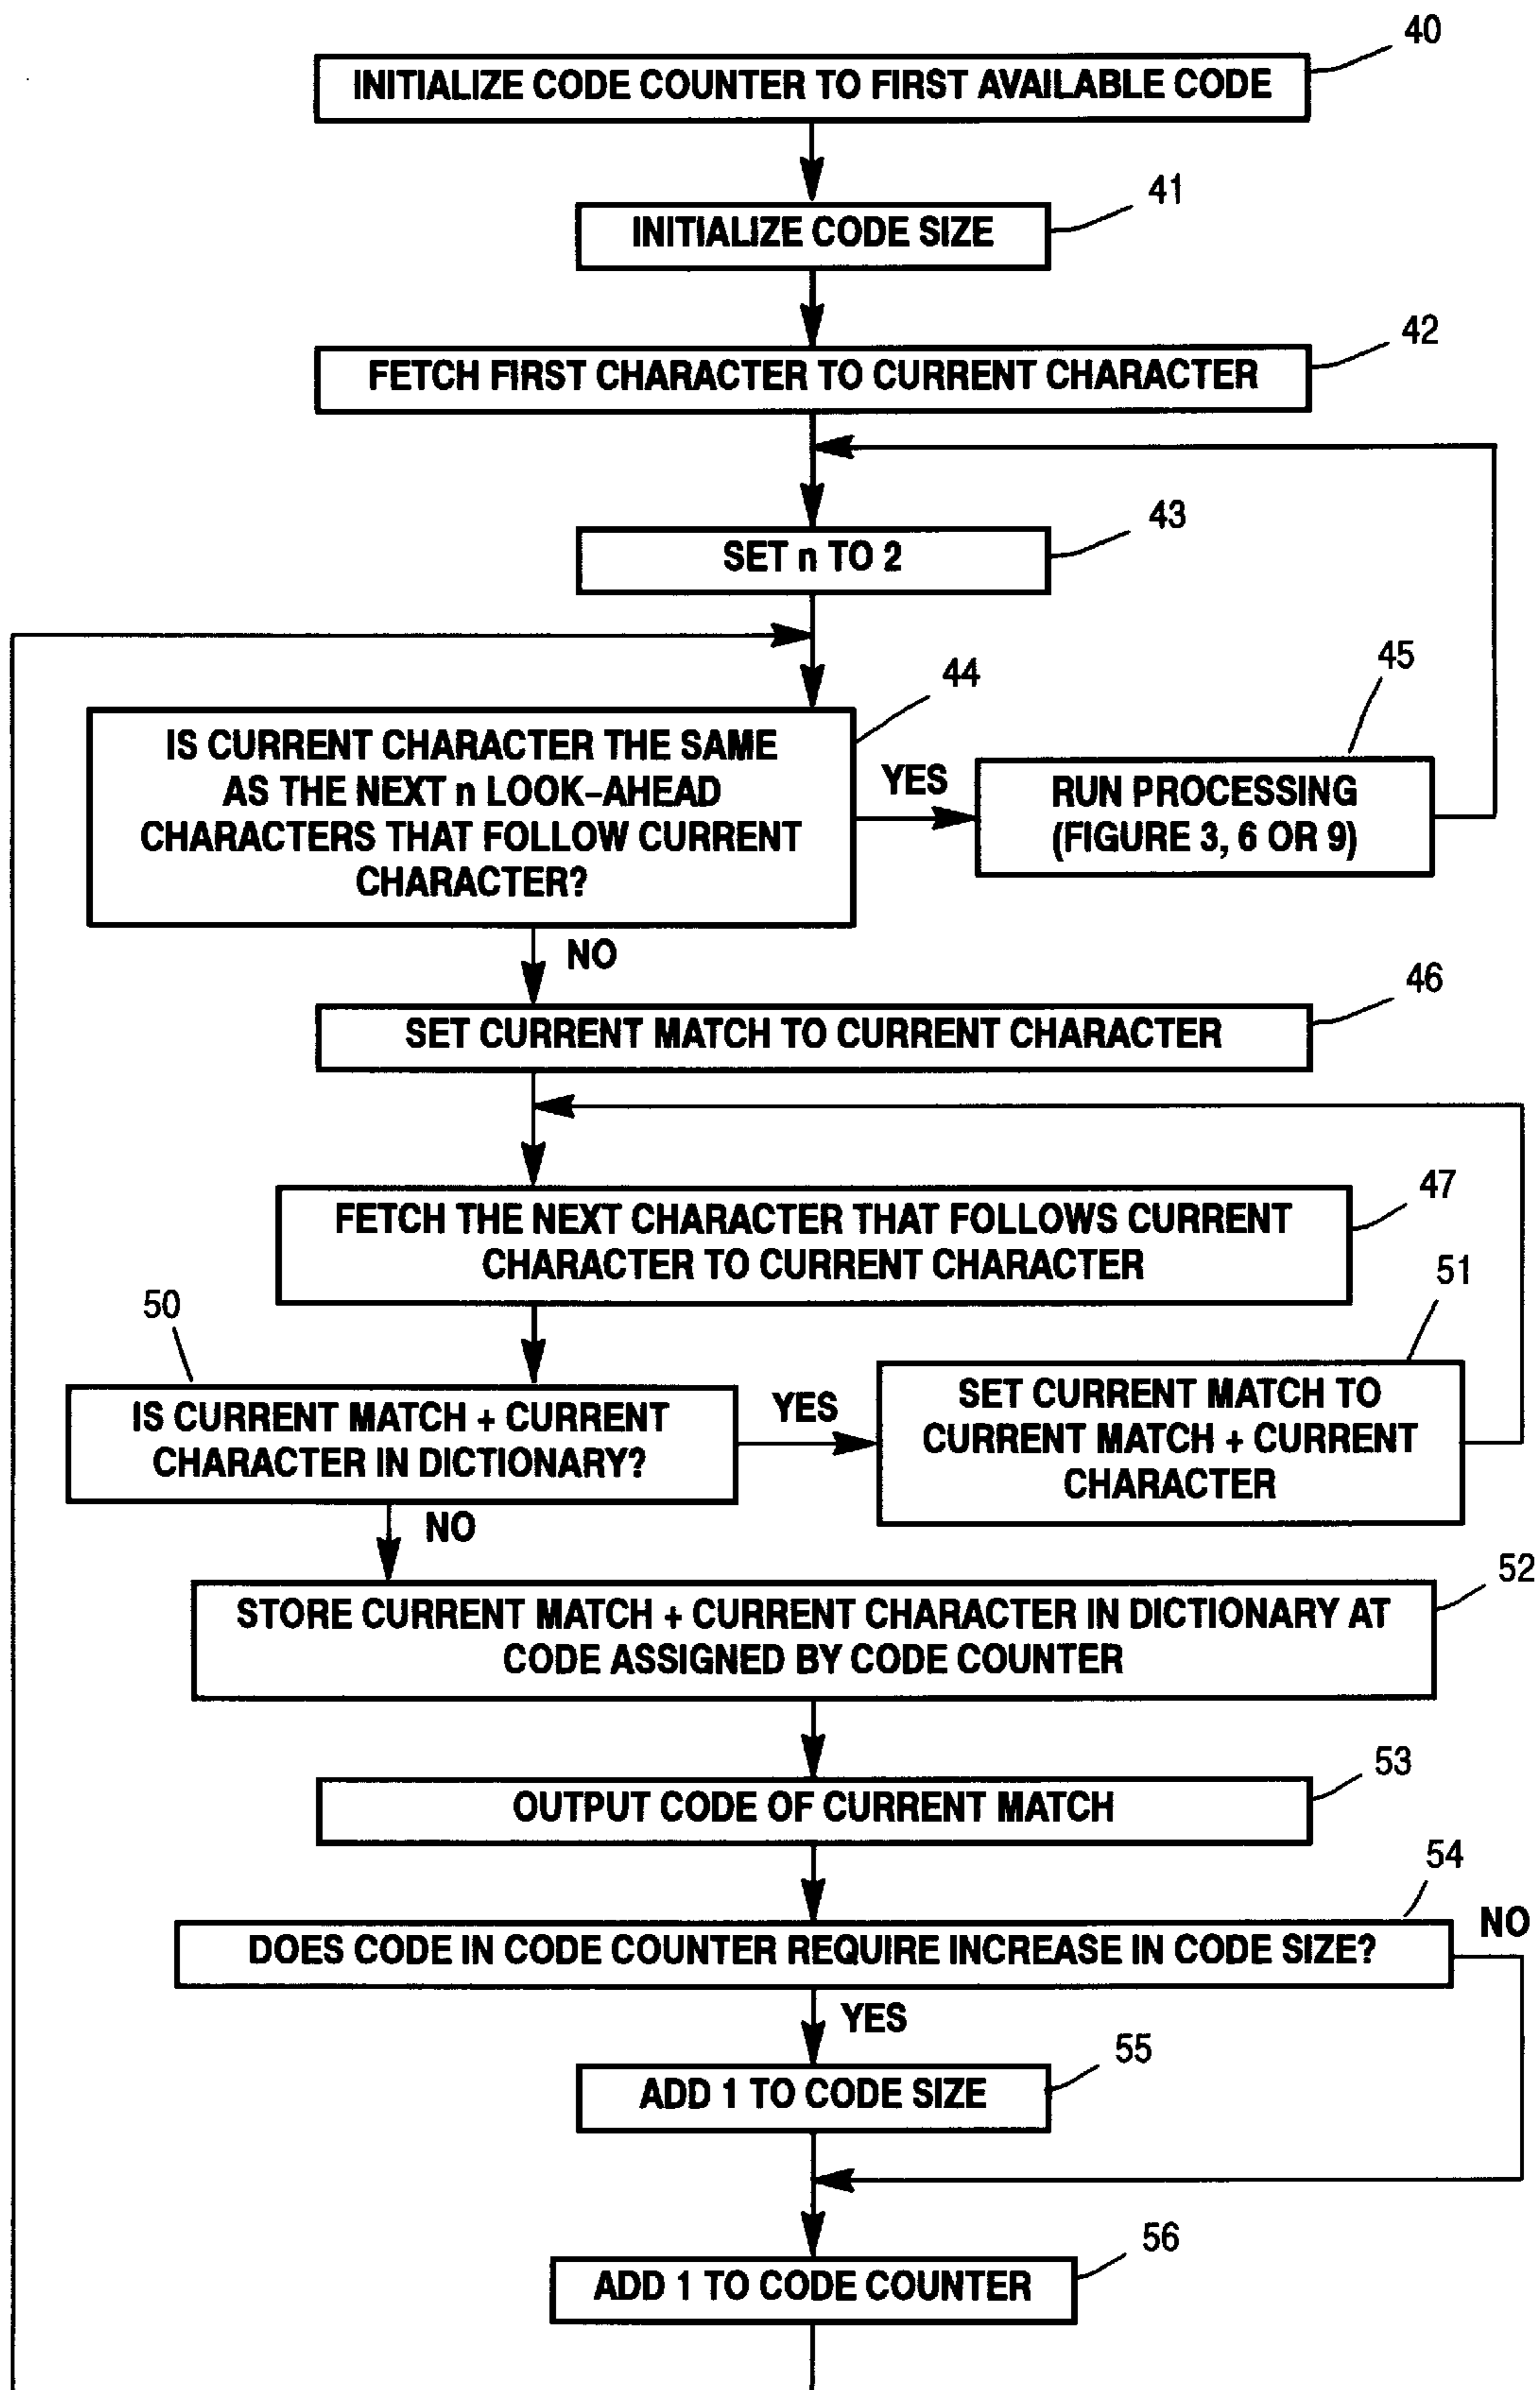 40
INITIALIZE CODE COUNTER TO FIRST AVAILABLE CODE
41
INITIALIZE CODE SIZE
42
FETCH FIRST CHARACTER TO CURRENT CHARACTER
43
SET n TO 2
44
45
IS CURRENT CHARACTER THE SAME
AS THE NEXT n LOOK–AHEAD
CHARACTERS THAT FOLLOW CURRENT
CHARACTER?
YES
RUN PROCESSING
(FIGURE 3, 6 OR 9)
NO
46
SET CURRENT MATCH TO CURRENT CHARACTER
47
FETCH THE NEXT CHARACTER THAT FOLLOWS CURRENT
CHARACTER TO CURRENT CHARACTER
50
51
IS CURRENT MATCH + CURRENT
CHARACTER IN DICTIONARY?
YES
SET CURRENT MATCH TO
CURRENT MATCH + CURRENT
CHARACTER
NO
52
STORE CURRENT MATCH + CURRENT CHARACTER IN DICTIONARY AT
CODE ASSIGNED BY CODE COUNTER
53
OUTPUT CODE OF CURRENT MATCH
54
DOES CODE IN CODE COUNTER REQUIRE INCREASE IN CODE SIZE?
NO
YES
55
ADD 1 TO CODE SIZE
56
ADD 1 TO CODE COUNTER